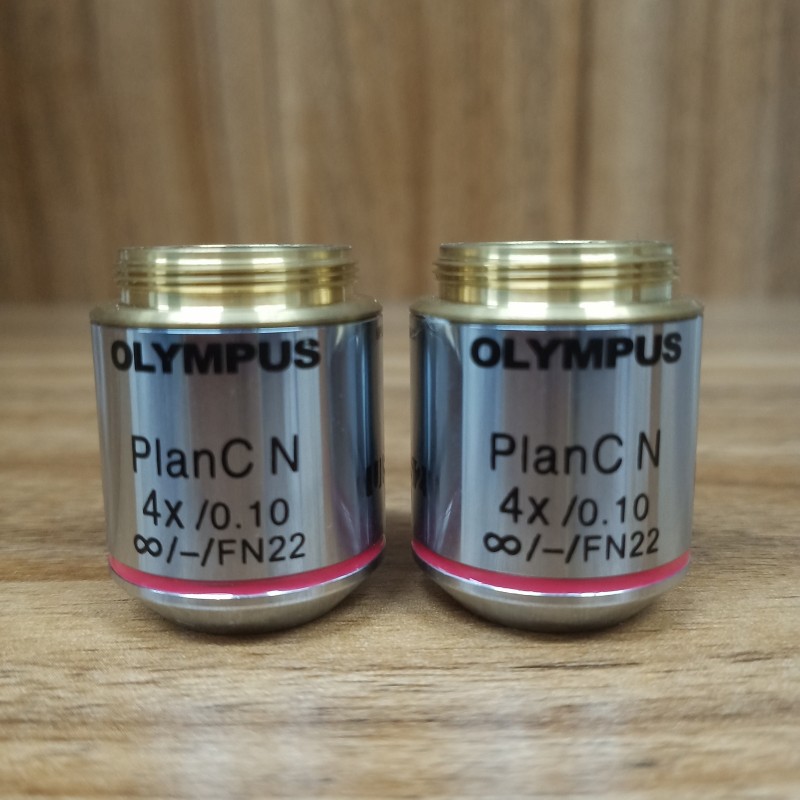 OLYMPUS
PlanC N
4X/0.10
∞/-/FN22
OLYMPUS
PlanC N
4X/0.10
∞/-/FN22